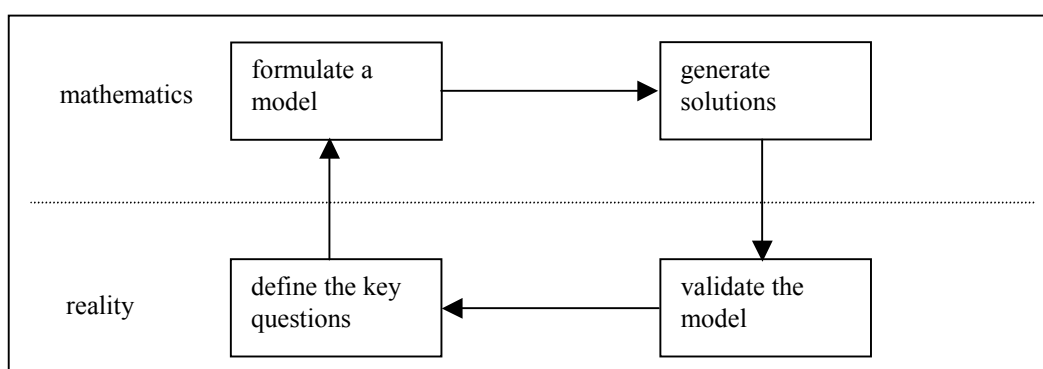 mathematics
formulate a
model
generate
solutions
reality
define the key
questions
validate the
model